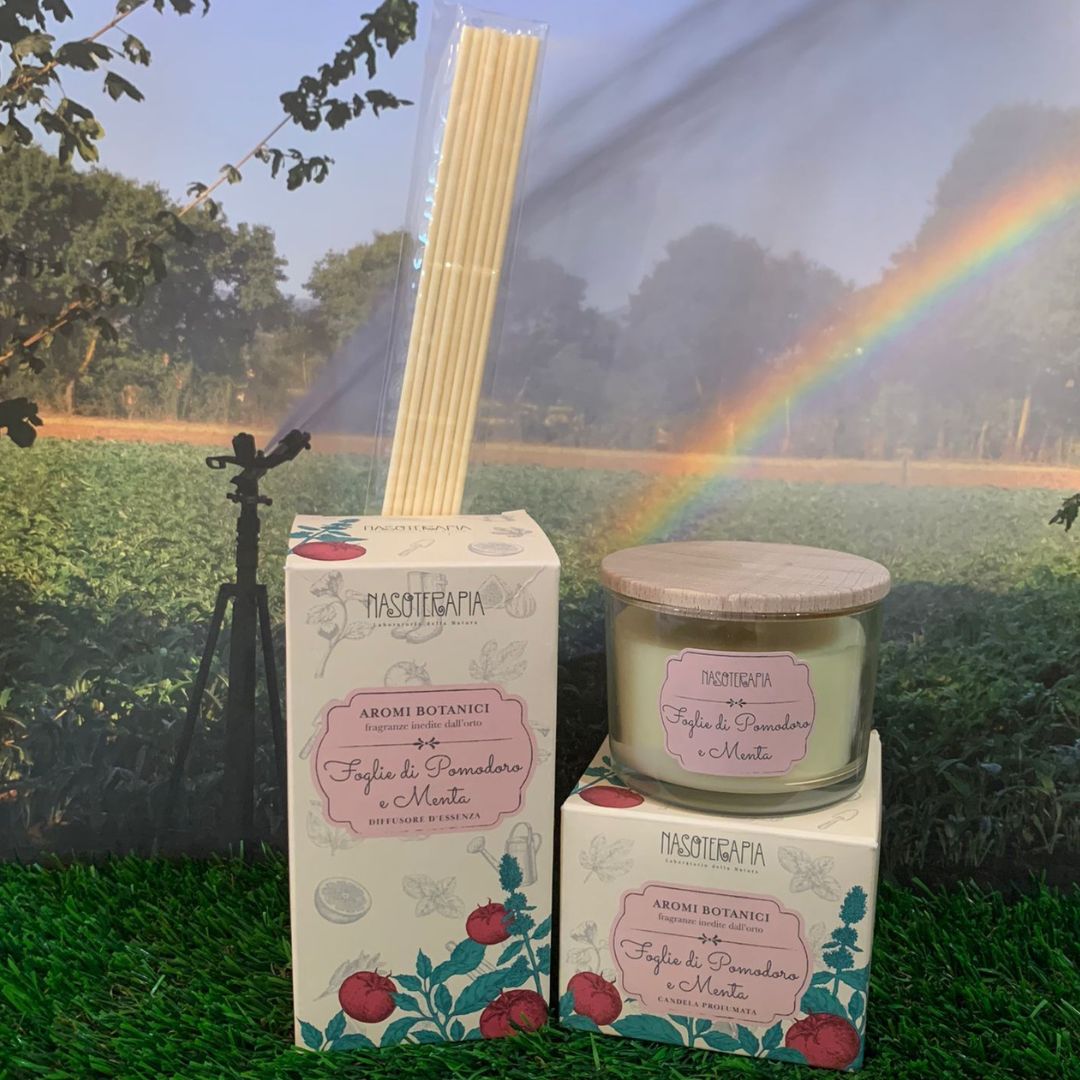 NASOTERAPIA
NASOTERAPIA
Laboratorio della Natura
AROMI BOTANICI
fragranze inedite dall'orto
Foglie di Pomodoro
e Menta
DIFFUSORE D'ESSENZA
NASOTERAPIA
Foglie di Pomodoro
e Menta
NASOTERAPIA
Laboratorio della Natura
AROMI BOTANICI
fragranze inedite dall'orto
Foglie di Pomodoro
e Menta
CANDELA PROFUMATA